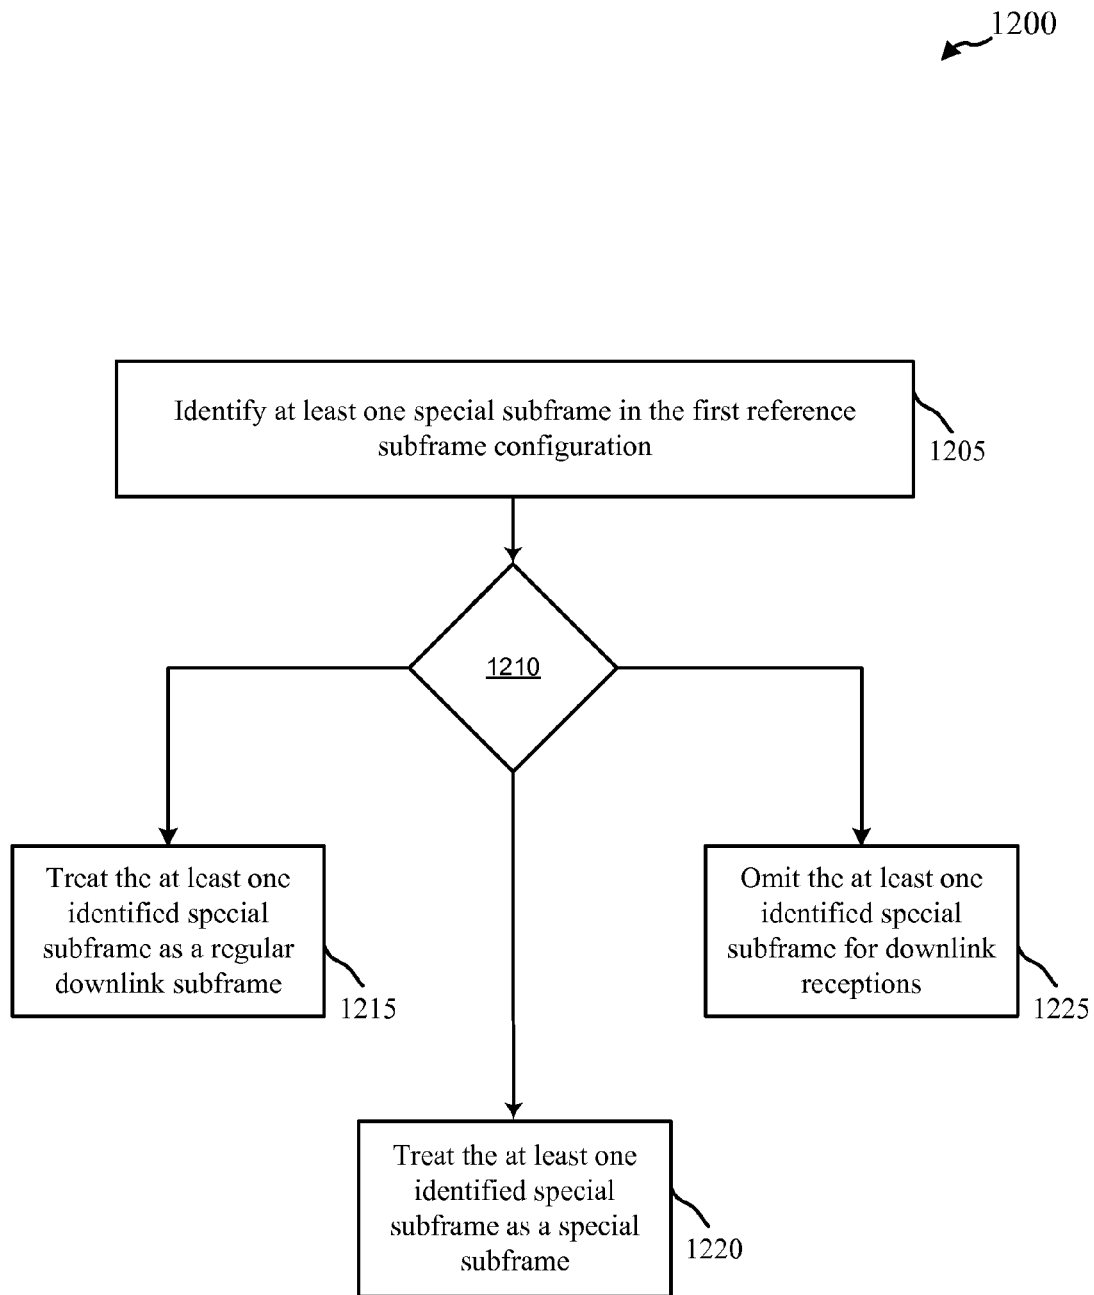 1200
Identify at least one special subframe in the first reference
subframe configuration
1205
1210
Treat the at least one
identified special
subframe as a regular
downlink subframe
1215
Omit the at least one
identified special
subframe for downlink
receptions
1225
Treat the at least one
identified special
subframe as a special
subframe
1220